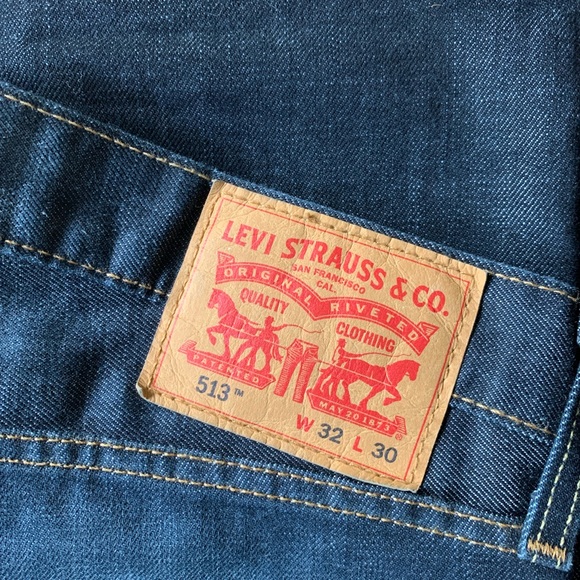 LEVI STRAUSS & CO.
SAN FRANCISCO
CAL.
ORIGINAL RIVETED
QUALITY CLOTHING
PATENTED MAY 20 1873
513™ W 32 L 30